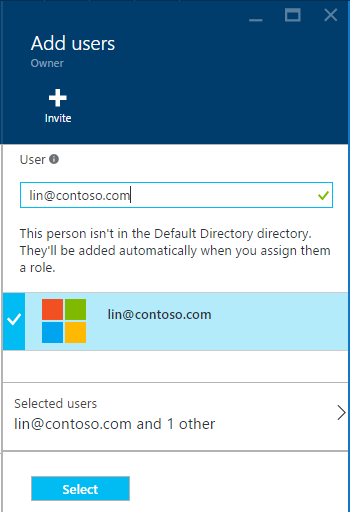 Add users
Owner
Invite
User
lin@contoso.com
This person isn't in the Default Directory directory.
They'll be added automatically when you assign them
a role.
lin@contoso.com
Selected users
lin@contoso.com and 1 other
Select